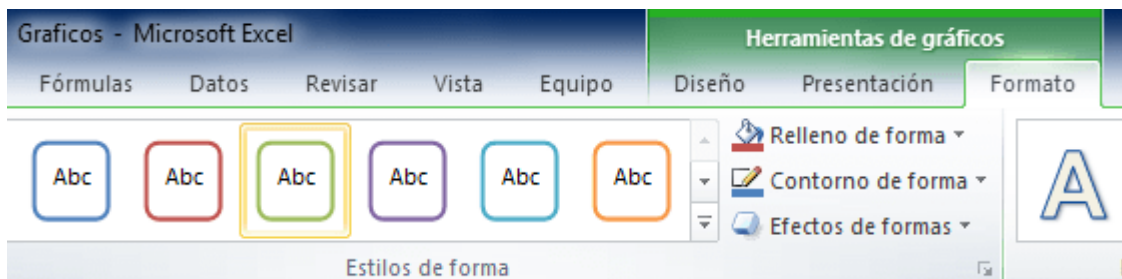 Graficos - Microsoft Excel
Herramientas de gráficos
Fórmulas Datos Revisar Vista Equipo Diseño Presentación Formato
Abc Abc Abc Abc Abc Abc
Relleno de forma
Contorno de forma
Efectos de formas
A
Estilos de forma